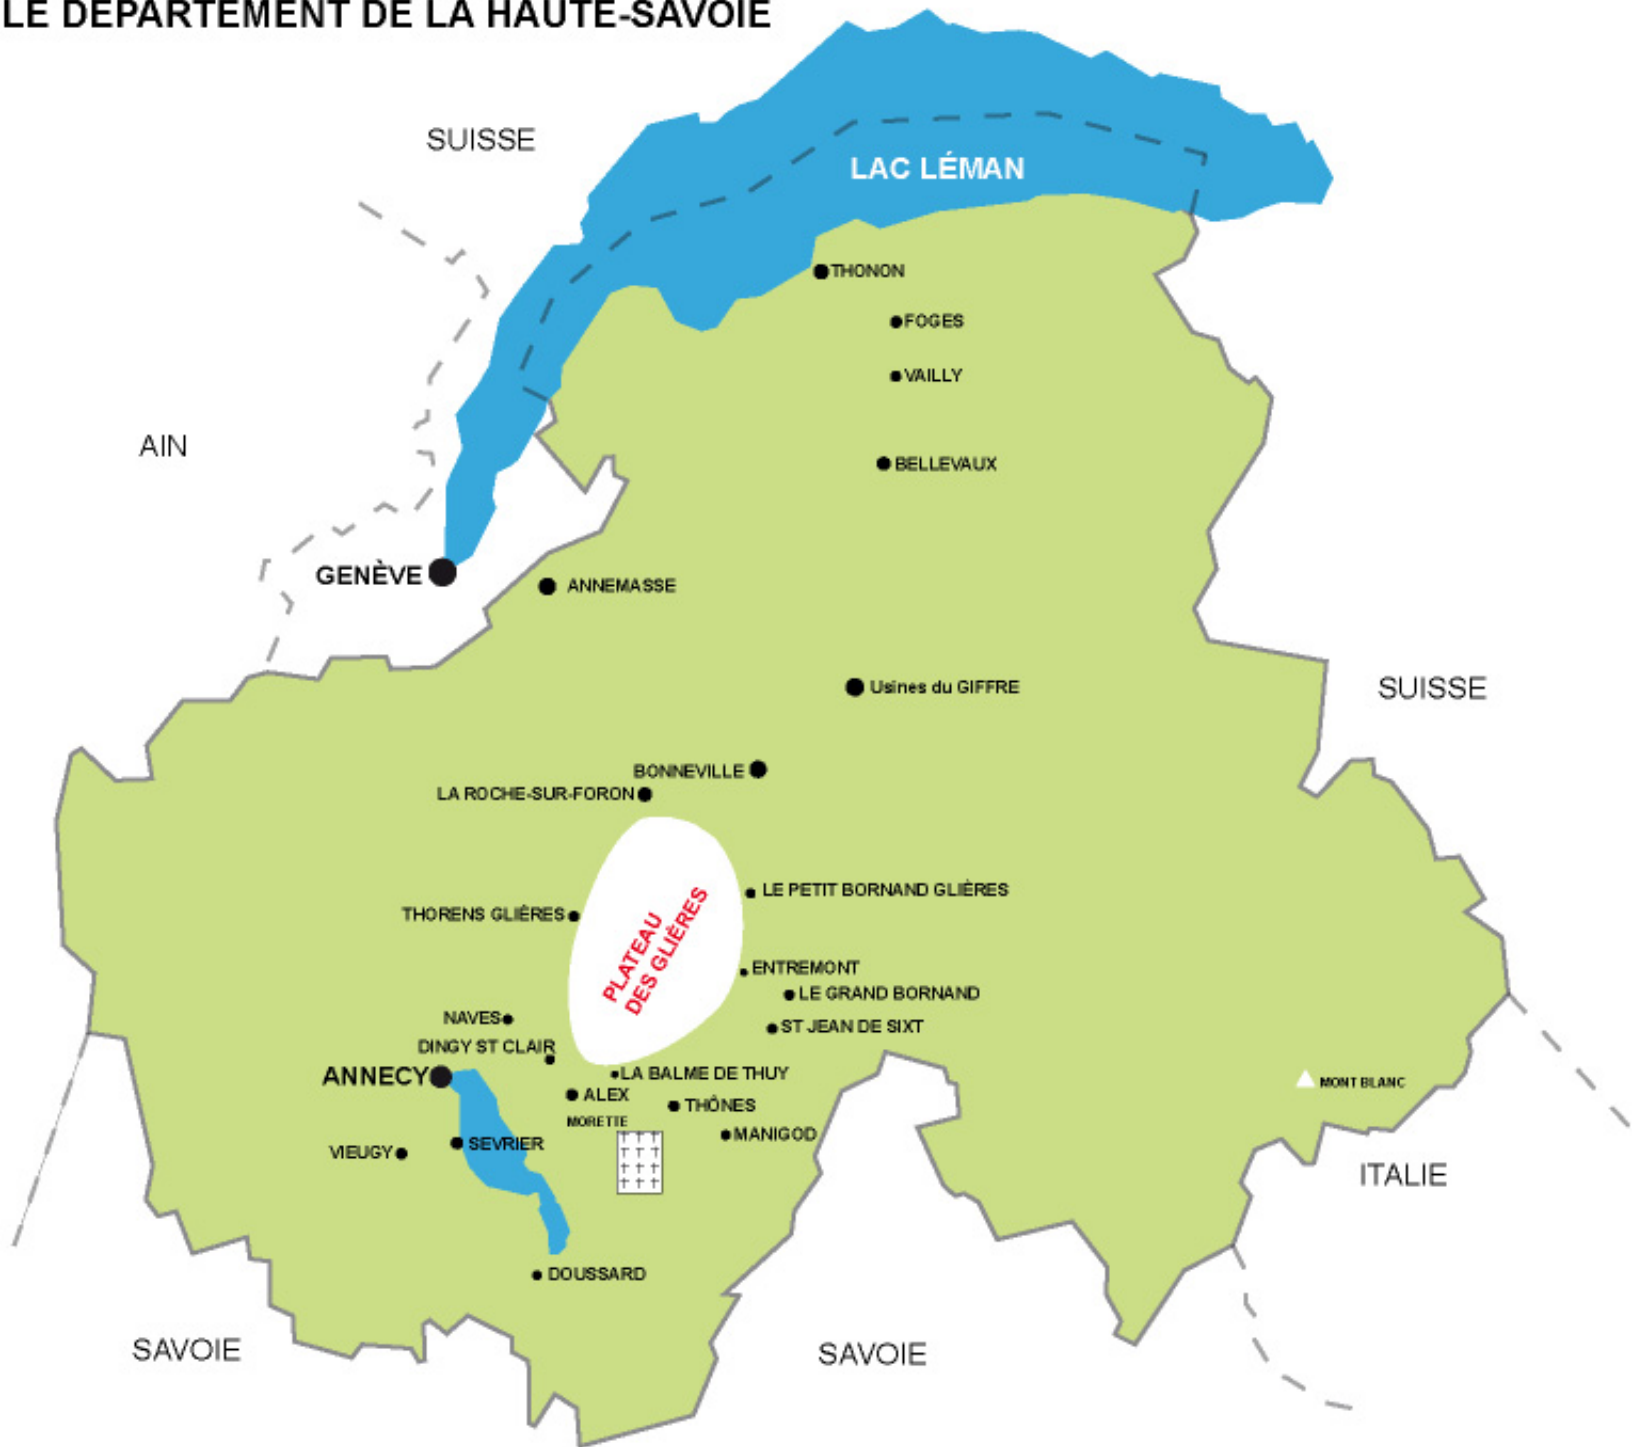 LE DEPARTEMENT DE LA HAUTE-SAVOIE
SUISSE
LAC LÉMAN
THONON
FOGES
VAILLY
AIN
BELLEVAUX
GENÈVE
ANNEMASSE
Usines du GIFFRE
SUISSE
BONNEVILLE
LA ROCHE-SUR-FORON
LE PETIT BORNAND GLIÈRES
THORENS GLIÈRES
PLATEAU
DES GLIÈRES
ENTREMONT
LE GRAND BORNAND
NAVES
ST JEAN DE SIXT
DINGY ST CLAIR
ANNECY
LA BALME DE THUY
MONT BLANC
ALEX
THÔNES
MORETTE
MANIGOD
SEVRIER
VIEUGY
ITALIE
DOUSSARD
SAVOIE
SAVOIE